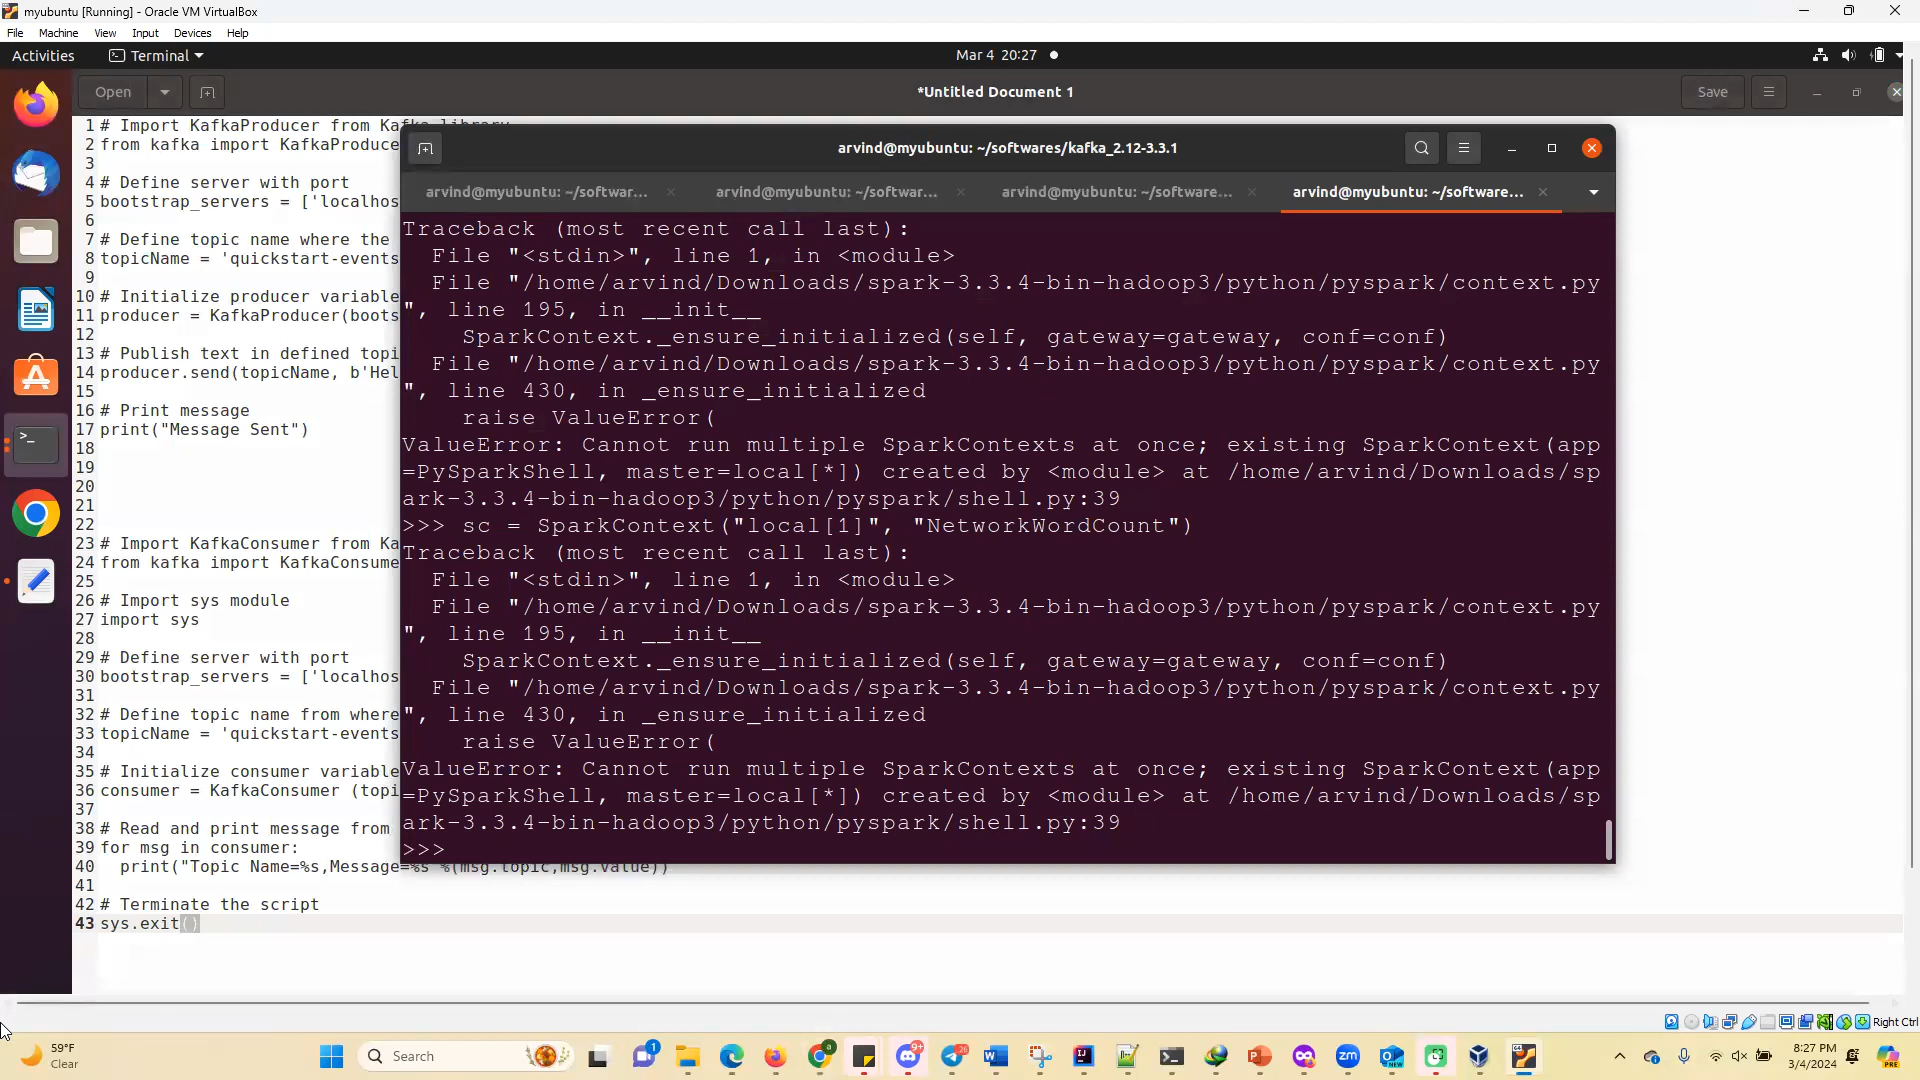 myubuntu [Running] - Oracle VM VirtualBox
File Machine View Input Devices Help
Activities Terminal Mar 4 20:27
Open *Untitled Document 1 Save
1 # Import KafkaProducer from Kafka library
2 from kafka import KafkaProduce
3
4 # Define server with port
5 bootstrap_servers = ['localhos
6
7 # Define topic name where the
8 topicName = 'quickstart-events
9
10 # Initialize producer variable
11 producer = KafkaProducer(boots
12
13 # Publish text in defined topi
14 producer.send(topicName, b'Hel
15
16 # Print message
17 print("Message Sent")
18
19
20
21
22
23 # Import KafkaConsumer from Ka
24 from kafka import KafkaConsume
25
26 # Import sys module
27 import sys
28
29 # Define server with port
30 bootstrap_servers = ['localhos
31
32 # Define topic name from where
33 topicName = 'quickstart-events
34
35 # Initialize consumer variable
36 consumer = KafkaConsumer (topi
37
38 # Read and print message from
39 for msg in consumer:
40 print("Topic Name=%s,Message=%s"%(msg.topic,msg.value))
41
42 # Terminate the script
43 sys.exit()
arvind@myubuntu: ~/softwares/kafka_2.12-3.3.1
arvind@myubuntu: ~/softwar... arvind@myubuntu: ~/softwar... arvind@myubuntu: ~/software... arvind@myubuntu: ~/software...
Traceback (most recent call last):
File "<stdin>", line 1, in <module>
File "/home/arvind/Downloads/spark-3.3.4-bin-hadoop3/python/pyspark/context.py
", line 195, in __init__
SparkContext._ensure_initialized(self, gateway=gateway, conf=conf)
File "/home/arvind/Downloads/spark-3.3.4-bin-hadoop3/python/pyspark/context.py
", line 430, in _ensure_initialized
raise ValueError(
ValueError: Cannot run multiple SparkContexts at once; existing SparkContext(app
=PySparkShell, master=local[*]) created by <module> at /home/arvind/Downloads/sp
ark-3.3.4-bin-hadoop3/python/pyspark/shell.py:39
>>> sc = SparkContext("local[1]", "NetworkWordCount")
Traceback (most recent call last):
File "<stdin>", line 1, in <module>
File "/home/arvind/Downloads/spark-3.3.4-bin-hadoop3/python/pyspark/context.py
", line 195, in __init__
SparkContext._ensure_initialized(self, gateway=gateway, conf=conf)
File "/home/arvind/Downloads/spark-3.3.4-bin-hadoop3/python/pyspark/context.py
", line 430, in _ensure_initialized
raise ValueError(
ValueError: Cannot run multiple SparkContexts at once; existing SparkContext(app
=PySparkShell, master=local[*]) created by <module> at /home/arvind/Downloads/sp
ark-3.3.4-bin-hadoop3/python/pyspark/shell.py:39
>>>
Right Ctrl
59°F
Clear
Search
8:27 PM
3/4/2024